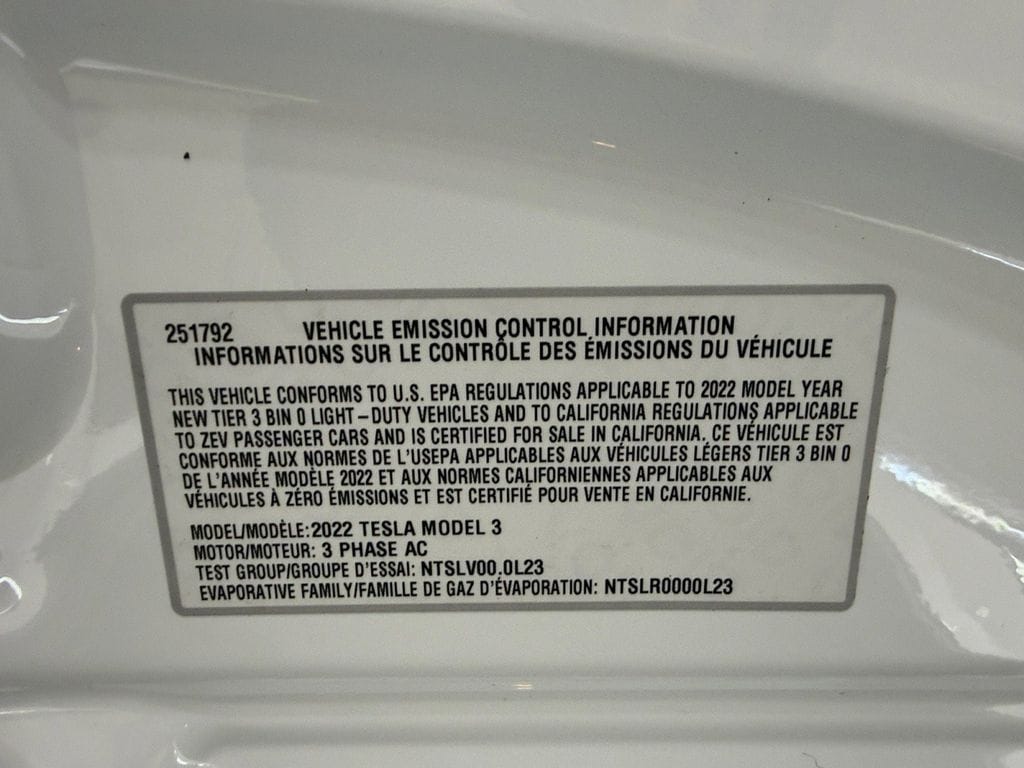 251792 VEHICLE EMISSION CONTROL INFORMATION
INFORMATIONS SUR LE CONTRÔLE DES ÉMISSIONS DU VÉHICULE
THIS VEHICLE CONFORMS TO U.S. EPA REGULATIONS APPLICABLE TO 2022 MODEL YEAR
NEW TIER 3 BIN 0 LIGHT-DUTY VEHICLES AND TO CALIFORNIA REGULATIONS APPLICABLE
TO ZEV PASSENGER CARS AND IS CERTIFIED FOR SALE IN CALIFORNIA. CE VÉHICULE EST
CONFORME AUX NORMES DE L'USEPA APPLICABLES AUX VÉHICULES LÉGERS TIER 3 BIN 0
DE L'ANNÉE MODÈLE 2022 ET AUX NORMES CALIFORNIENNES APPLICABLES AUX
VÉHICULES À ZÉRO ÉMISSIONS ET EST CERTIFIÉ POUR VENTE EN CALIFORNIE.
MODEL/MODÈLE:2022 TESLA MODEL 3
MOTOR/MOTEUR: 3 PHASE AC
TEST GROUP/GROUPE D'ESSAI: NTSLV00.0L23
EVAPORATIVE FAMILY/FAMILLE DE GAZ D'ÉVAPORATION: NTSLR0000L23